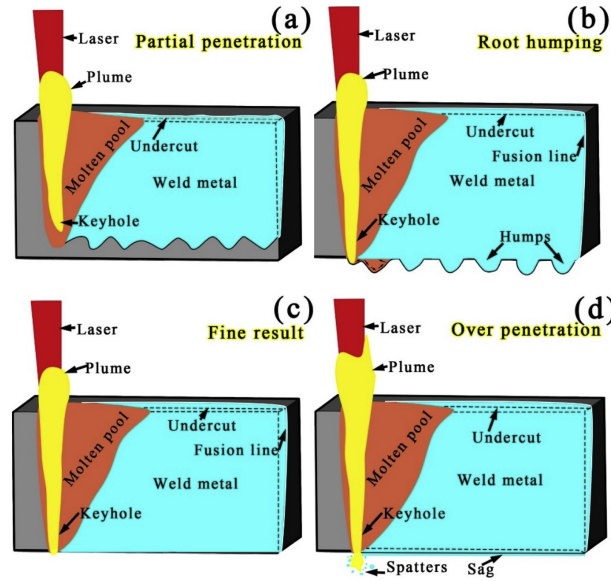 (a)
Laser
Partial penetration
Plume
Undercut
Molten pool
Weld metal
Keyhole
(b)
Laser
Root humping
Plume
Undercut
Fusion line
Molten pool
Weld metal
Keyhole
Humps
(c)
Laser
Fine result
Plume
Undercut
Fusion line
Molten pool
Weld metal
Keyhole
(d)
Laser
Over penetration
Plume
Undercut
Molten pool
Weld metal
Keyhole
Spatters
Sag